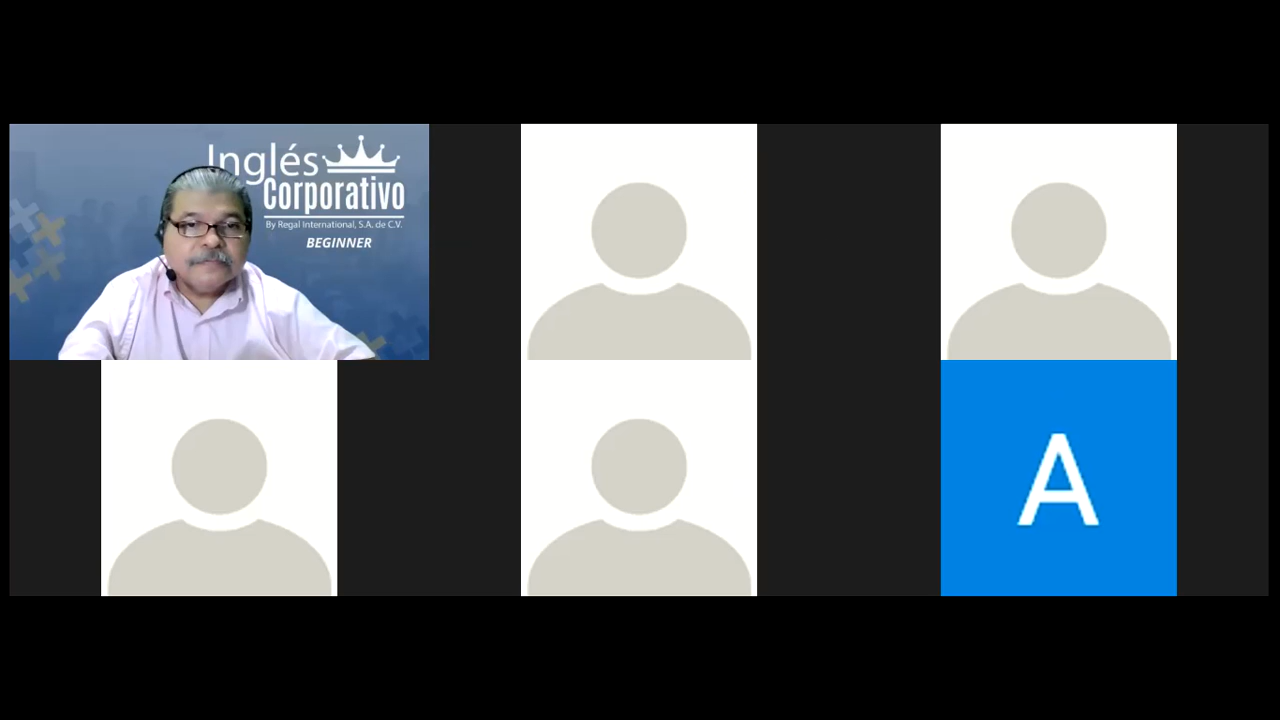 Inglés
Corporativo
By Regal International, S.A. de C.V.
BEGINNER
A